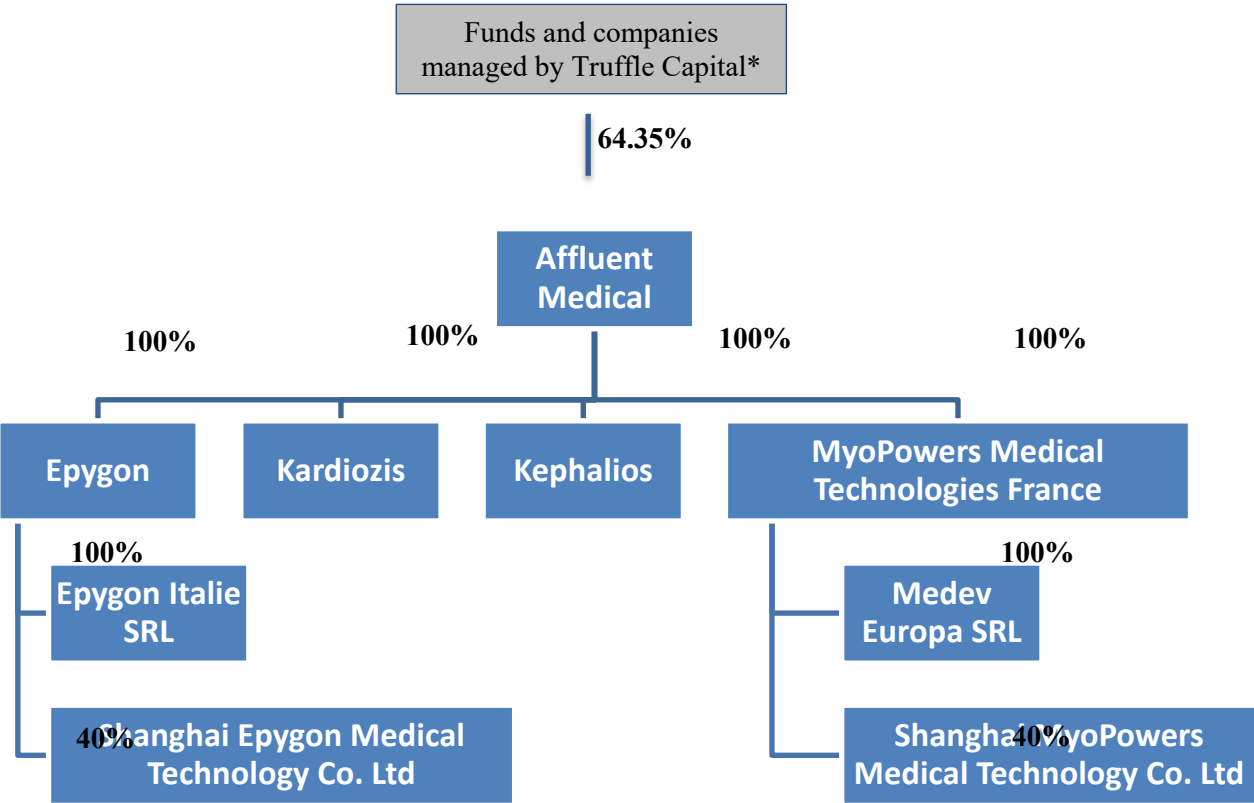 Funds and companies
managed by Truffle Capital*
64.35%
Affluent
Medical
100%
100%
100%
100%
Epygon
Kardiozis
Kephalios
MyoPowers Medical
Technologies France
100%
100%
Epygon Italie
SRL
Medev
Europa SRL
40%
Shanghai Epygon Medical
Technology Co. Ltd
40%
Shanghai MyoPowers
Medical Technology Co. Ltd